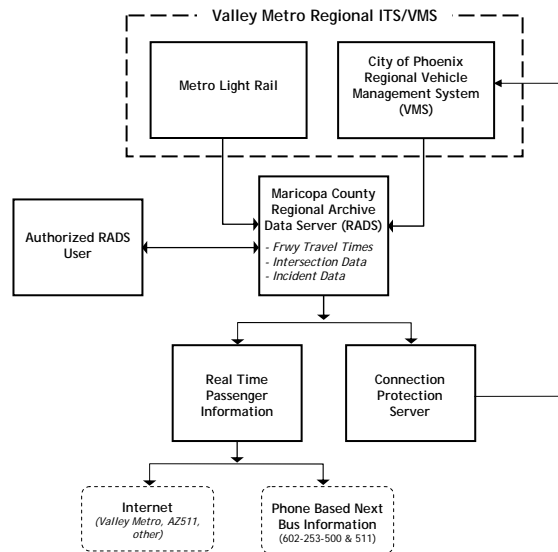 Valley Metro Regional ITS/VMS
Metro Light Rail
City of Phoenix
Regional Vehicle
Management System
(VMS)
Maricopa County
Regional Archive
Data Server (RADS)
- Frwy Travel Times
- Intersection Data
- Incident Data
Authorized RADS
User
Real Time
Passenger
Information
Connection
Protection
Server
Internet
(Valley Metro, AZ511,
other)
Phone Based Next
Bus Information
(602-253-500 & 511)